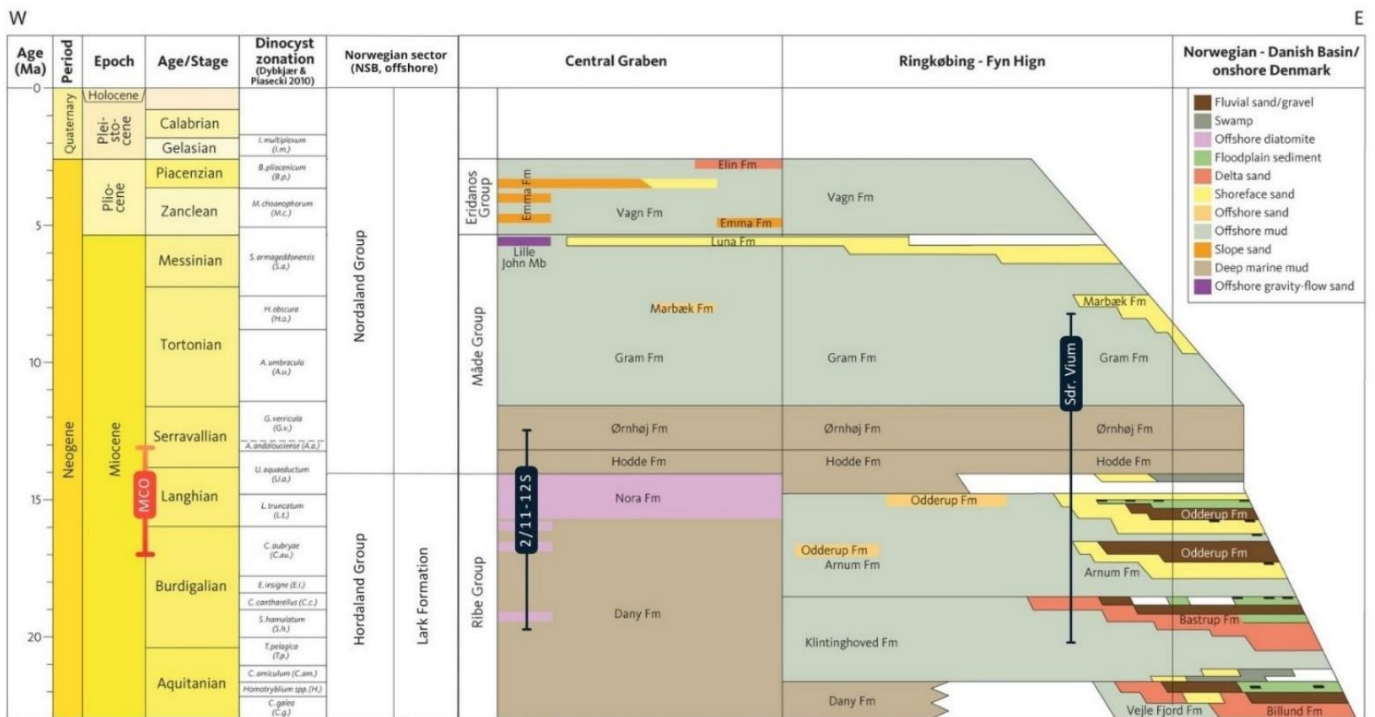 W
E
Age
(Ma)
Period
Epoch
Age/Stage
Dinocyst
zonation
(Dybkjær &
Piasecki 2010)
Norwegian sector
(NSB, offshore)
Central Graben
Ringkøbing - Fyn Hign
Norwegian - Danish Basin/
onshore Denmark
0
5
10
15
20
Quaternary
Neogene
Holocene
Plei-
sto-
cene
Plio-
cene
Miocene
MCO
Calabrian
Gelasian
Piacenzian
Zanclean
Messinian
Tortonian
Serravallian
Langhian
Burdigalian
Aquitanian
I. multiplexum
(I.m.)
B. pliocenicum
(B.p.)
M. choanophorum
(M.c.)
S. armageddonensis
(S.a.)
H. obscura
(H.o.)
A. umbracula
(A.u.)
G. verricula
(G.v.)
A. andalousiense (A.a.)
U. aquaeductum
(U.a.)
L. truncatum
(L.t.)
C. aubryae
(C.au.)
E. insigne (E.i.)
C. cantharellus (C.c.)
S. hamulatum
(S.h.)
T. pelagica
(T.p.)
C. amiculum (C.am.)
Homotryblium spp.(H.)
C. galea
(C.g.)
Nordaland Group
Hordaland Group
Lark Formation
Eridanos
Group
Måde Group
Ribe Group
Elin Fm
Emma Fm
Vagn Fm
Emma Fm
Vagn Fm
Luna Fm
Lille
John Mb
Marbæk Fm
Marbæk Fm
Gram Fm
Gram Fm
Gram Fm
Sdr. Vium
Ørnhøj Fm
Ørnhøj Fm
Ørnhøj Fm
Hodde Fm
Hodde Fm
Hodde Fm
2/11-12S
Nora Fm
Odderup Fm
Odderup Fm
Odderup Fm
Arnum Fm
Odderup Fm
Arnum Fm
Dany Fm
Bastrup Fm
Klintinghoved Fm
Dany Fm
Vejle Fjord Fm
Billund Fm
Fluvial sand/gravel
Swamp
Offshore diatomite
Floodplain sediment
Delta sand
Shoreface sand
Offshore sand
Offshore mud
Slope sand
Deep marine mud
Offshore gravity-flow sand